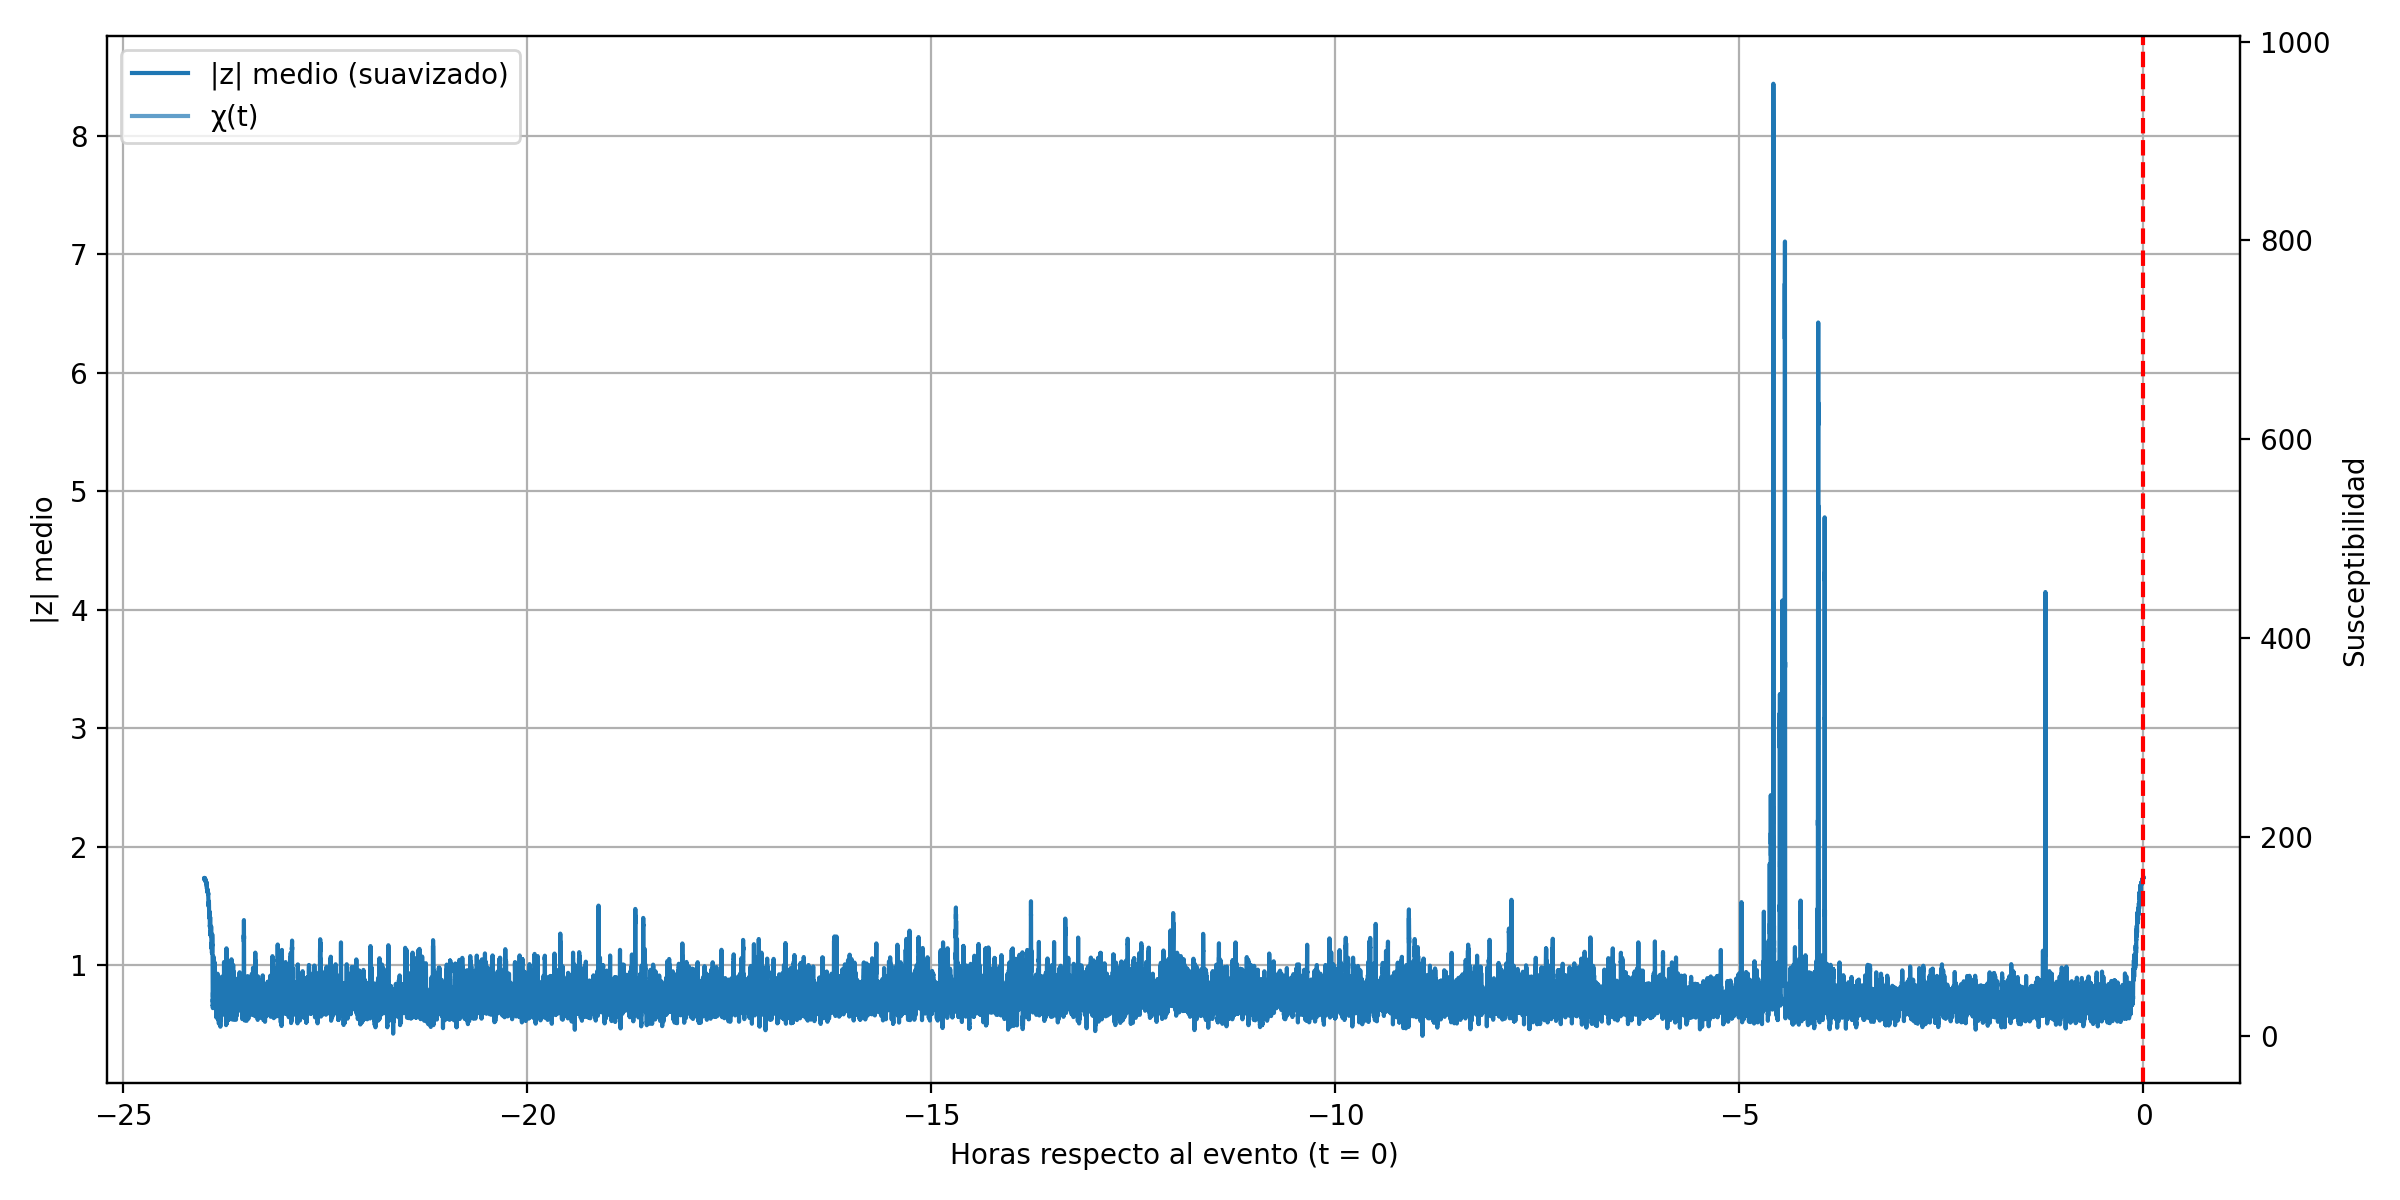 |z| medio (suavizado)
χ(t)
8
7
6
5
4
3
2
1
|z| medio
1000
800
600
400
200
0
Susceptibilidad
−25 −20 −15 −10 −5 0
Horas respecto al evento (t = 0)